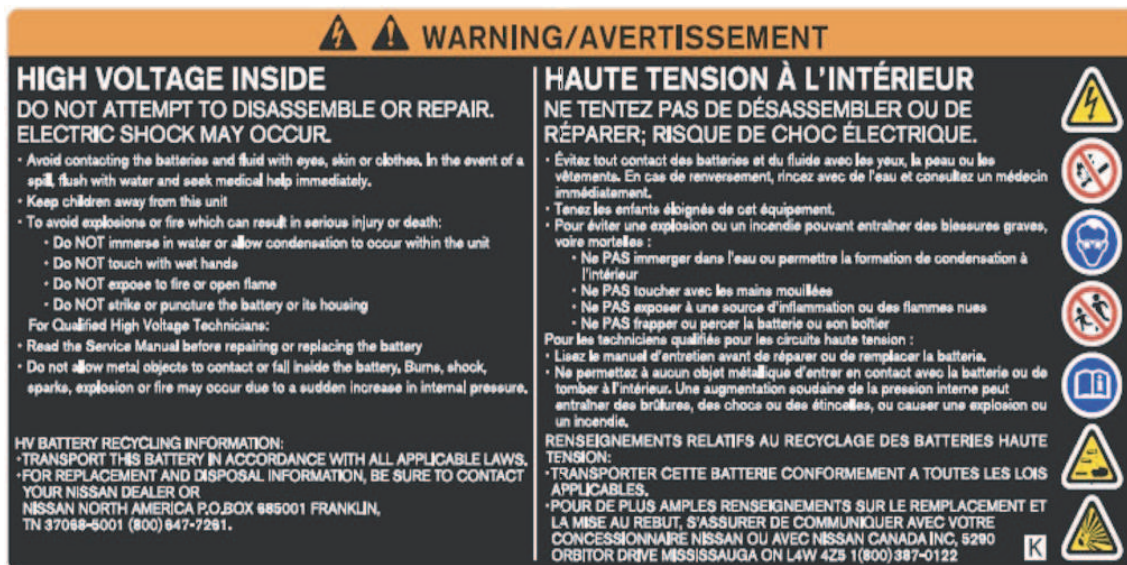 WARNING/AVERTISSEMENT
HIGH VOLTAGE INSIDE
DO NOT ATTEMPT TO DISASSEMBLE OR REPAIR.
ELECTRIC SHOCK MAY OCCUR.
· Avoid contacting the batteries and fluid with eyes, skin or clothes. In the event of a
spill, flush with water and seek medical help immediately.
· Keep children away from this unit
· To avoid explosions or fire which can result in serious injury or death:
· Do NOT immerse in water or allow condensation to occur within the unit
· Do NOT touch with wet hands
· Do NOT expose to fire or open flame
· Do NOT strike or puncture the battery or its housing
For Qualified High Voltage Technicians:
· Read the Service Manual before repairing or replacing the battery
· Do not allow metal objects to contact or fall inside the battery. Burns, shock,
sparks, explosion or fire may occur due to a sudden increase in internal pressure.
HV BATTERY RECYCLING INFORMATION:
·TRANSPORT THIS BATTERY IN ACCORDANCE WITH ALL APPLICABLE LAWS.
·FOR REPLACEMENT AND DISPOSAL INFORMATION, BE SURE TO CONTACT
YOUR NISSAN DEALER OR
NISSAN NORTH AMERICA P.O.BOX 685001 FRANKLIN,
TN 37068-5001 (800) 647-7261.
HAUTE TENSION À L'INTÉRIEUR
NE TENTEZ PAS DE DÉSASSEMBLER OU DE
RÉPARER; RISQUE DE CHOC ÉLECTRIQUE.
· Évitez tout contact des batteries et du fluide avec les yeux, la peau ou les
vêtements. En cas de renversement, rincez avec de l'eau et consultez un médecin
immédiatement.
· Tenez les enfants éloignés de cet équipement.
· Pour éviter une explosion ou un incendie pouvant entraîner des blessures graves,
voire mortelles :
· Ne PAS immerger dans l'eau ou permettre la formation de condensation à
l'intérieur
· Ne PAS toucher avec les mains mouillées
· Ne PAS exposer à une source d'inflammation ou des flammes nues
· Ne PAS frapper ou percer la batterie ou son boîtier
Pour les techniciens qualifiés pour les circuits haute tension :
· Lisez le manuel d'entretien avant de réparer ou de remplacer la batterie.
· Ne permettez à aucun objet métallique d'entrer en contact avec la batterie ou de
tomber à l'intérieur. Une augmentation soudaine de la pression interne peut
entraîner des brûlures, des chocs ou des étincelles, ou causer une explosion ou
un incendie.
RENSEIGNEMENTS RELATIFS AU RECYCLAGE DES BATTERIES HAUTE
TENSION:
·TRANSPORTER CETTE BATTERIE CONFORMEMENT A TOUTES LES LOIS
APPLICABLES.
·POUR DE PLUS AMPLES RENSEIGNEMENTS SUR LE REMPLACEMENT ET
LA MISE AU REBUT, S'ASSURER DE COMMUNIQUER AVEC VOTRE
CONCESSIONNAIRE NISSAN OU AVEC NISSAN CANADA INC, 5290
ORBITOR DRIVE MISSISSAUGA ON L4W 4Z5 1(800) 387-0122
K